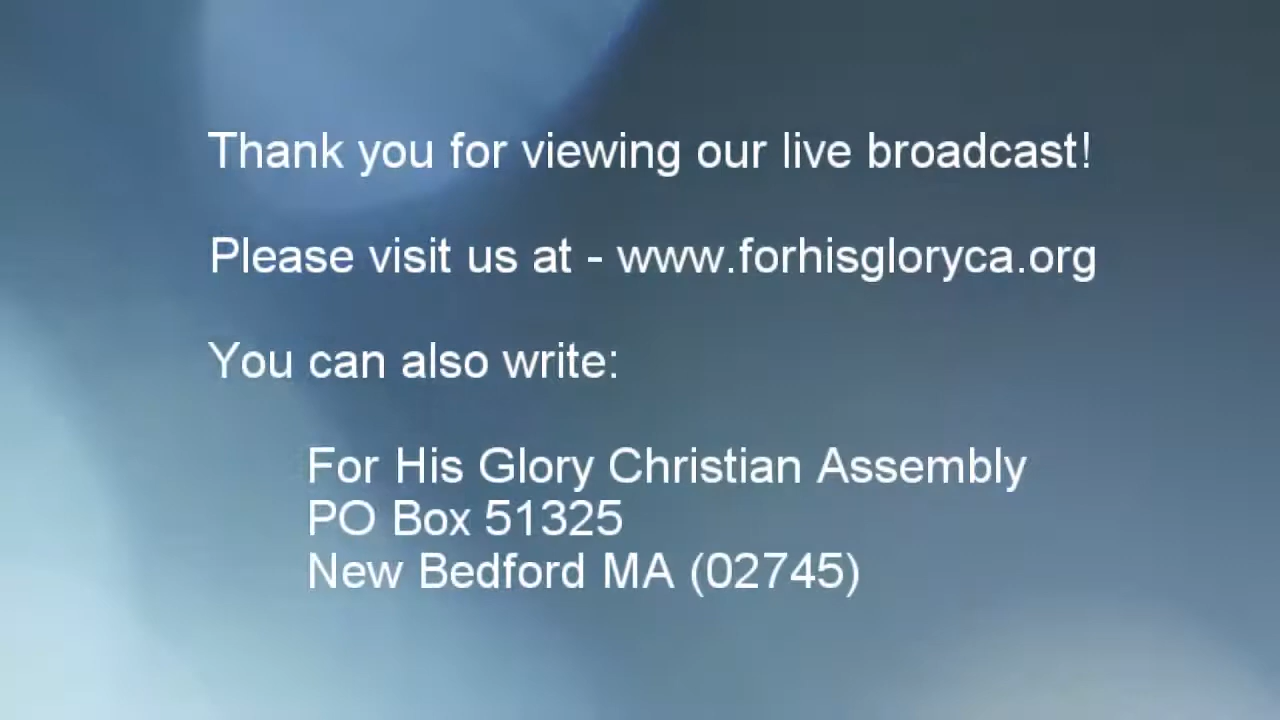 Thank you for viewing our live broadcast!
Please visit us at - www.forhisgloryca.org
You can also write:
For His Glory Christian Assembly
PO Box 51325
New Bedford MA (02745)